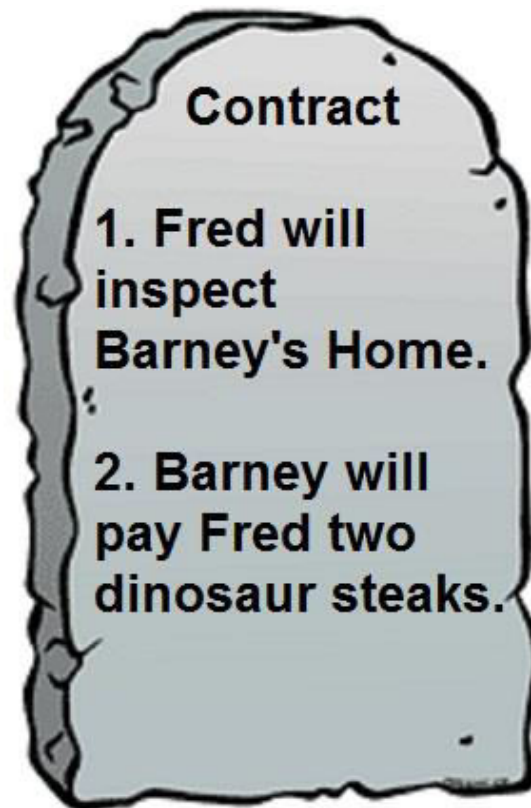 Contract
1. Fred will
inspect
Barney's Home.
2. Barney will
pay Fred two
dinosaur steaks.